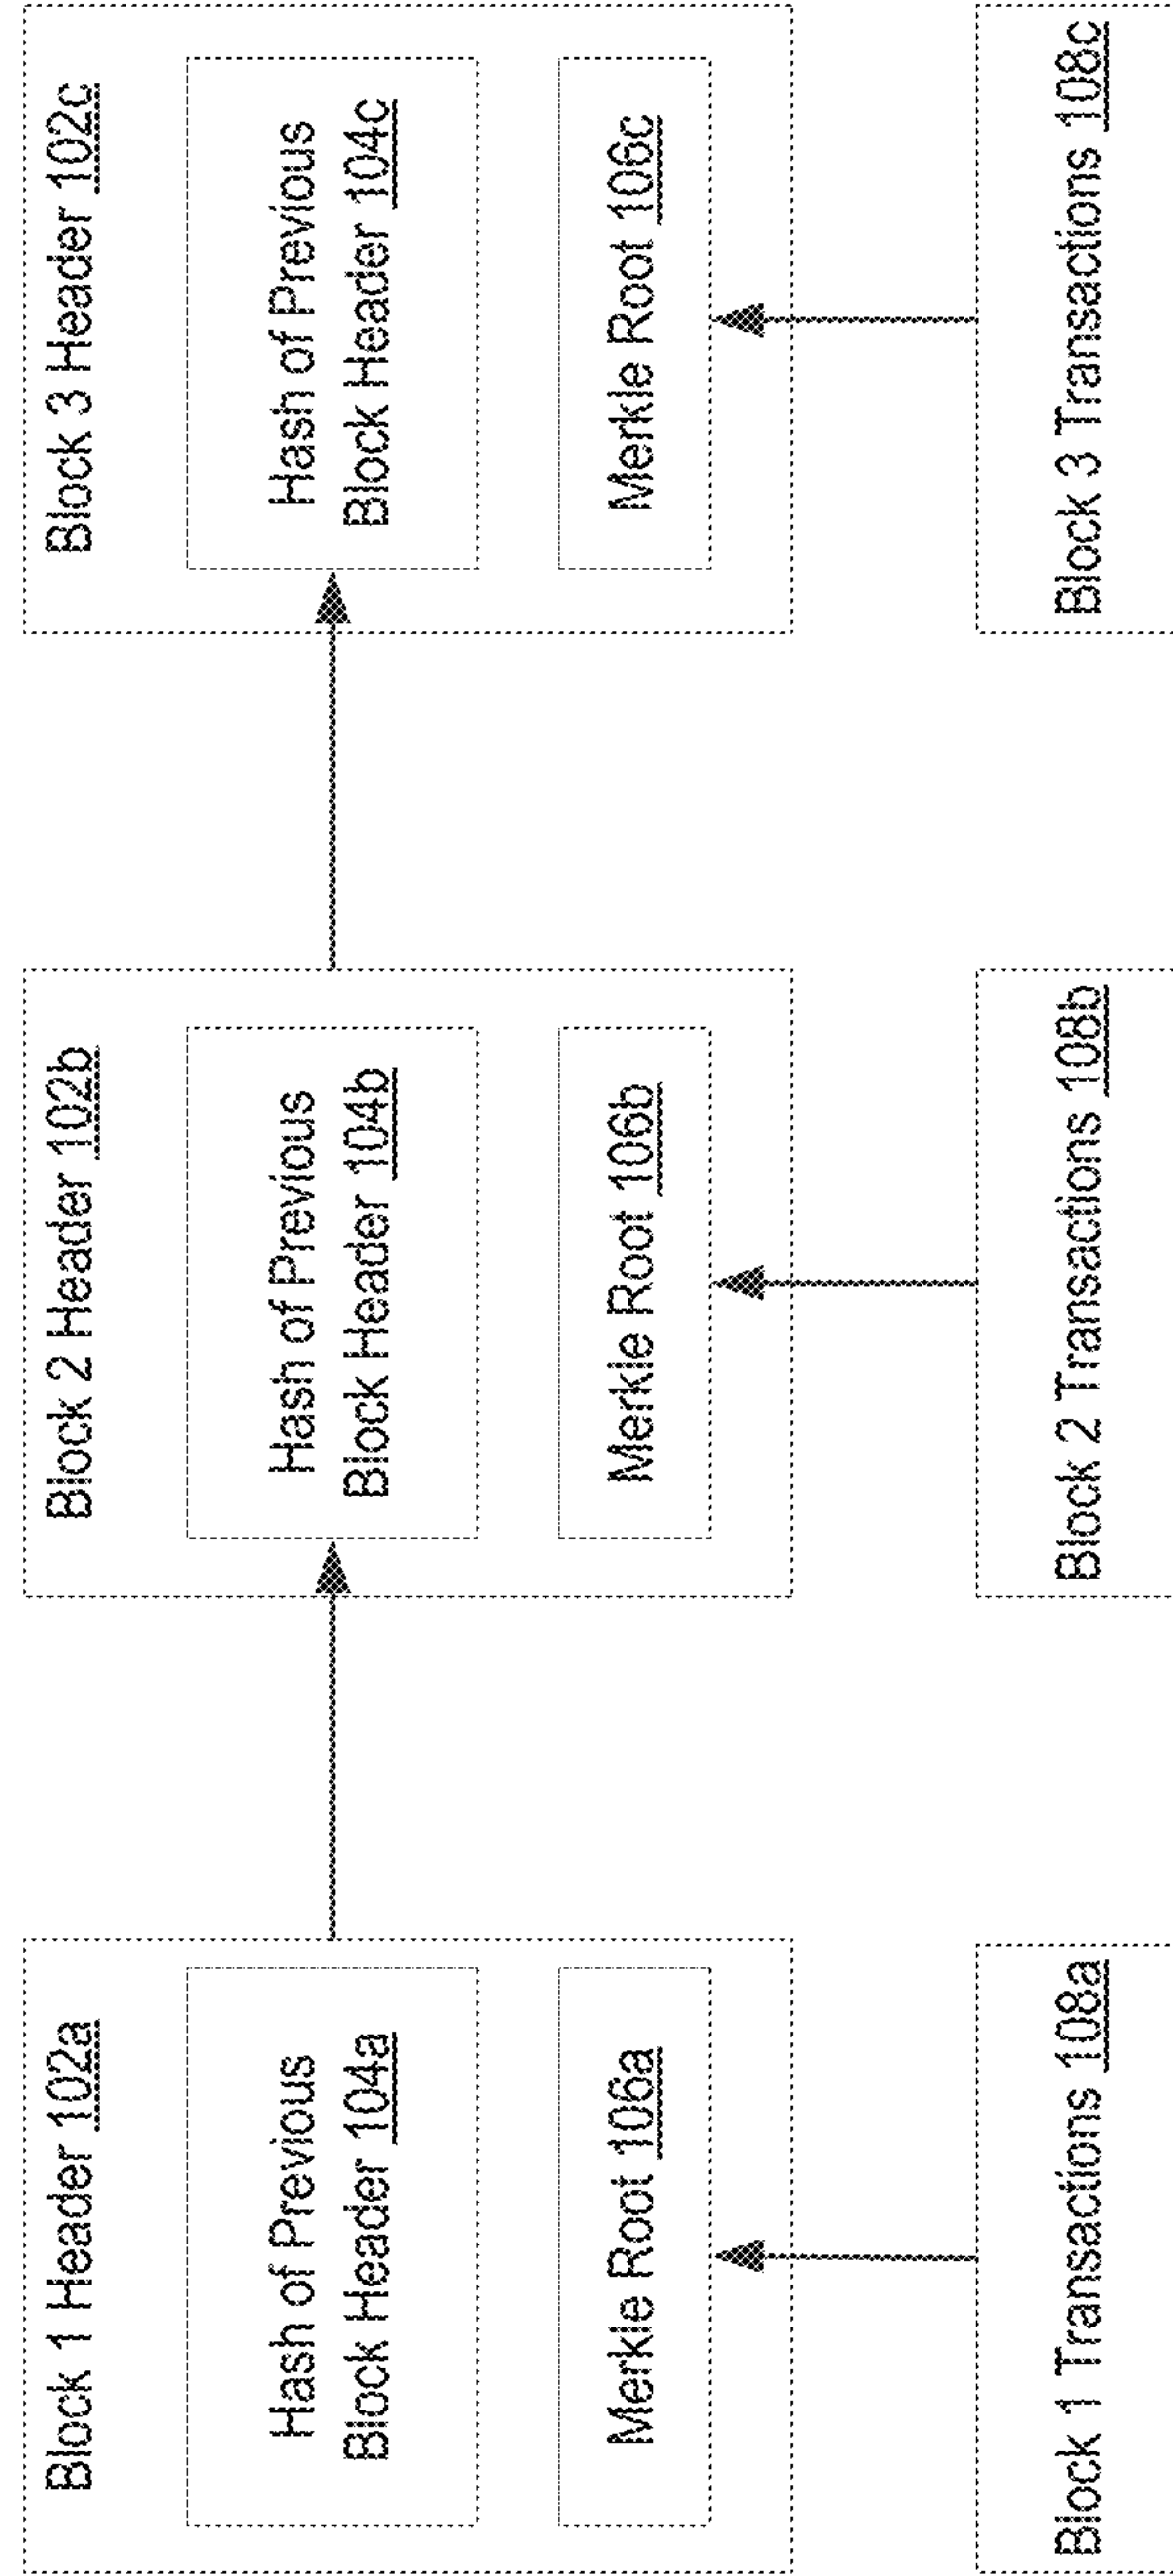 Block 1 Header 102a
Hash of Previous
Block Header 104a
Merkle Root 106a
Block 1 Transactions 108a
Block 2 Header 102b
Hash of Previous
Block Header 104b
Merkle Root 106b
Block 2 Transactions 108b
Block 3 Header 102c
Hash of Previous
Block Header 104c
Merkle Root 106c
Block 3 Transactions 108c